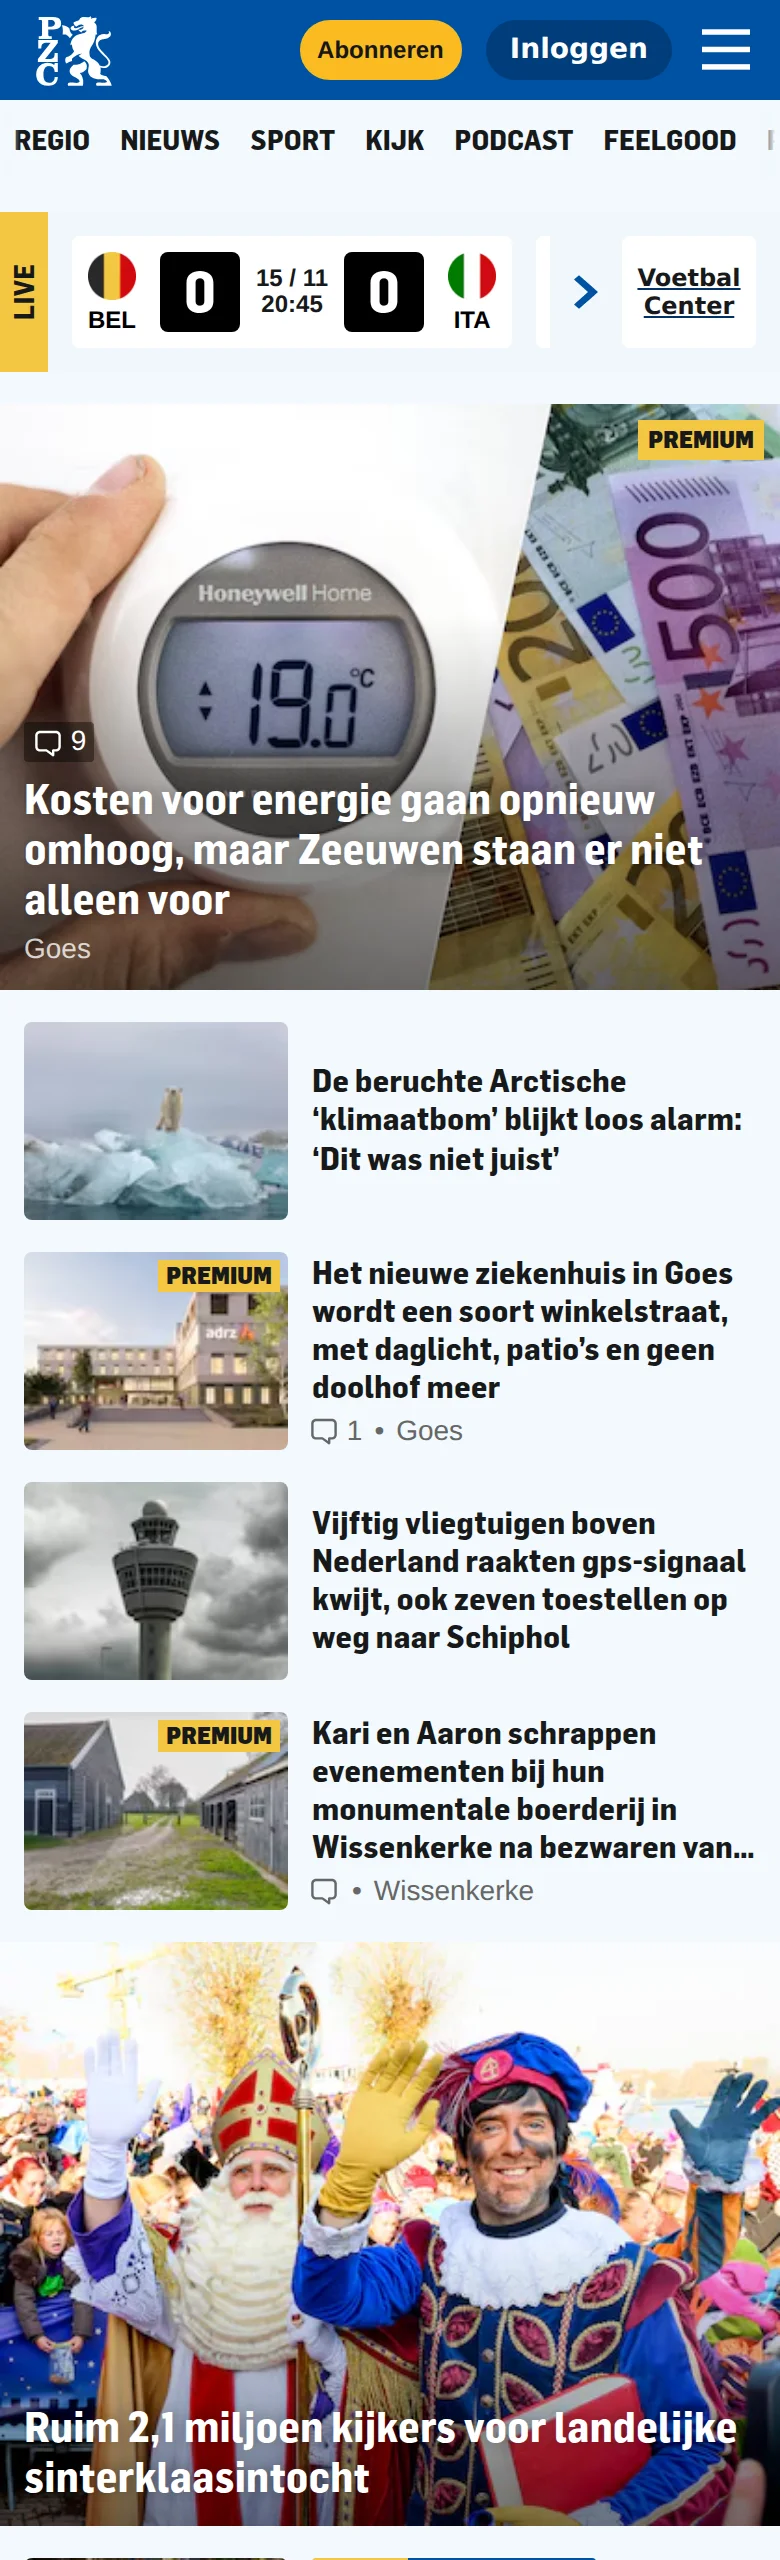 PZC
Abonneren
Inloggen
REGIO NIEUWS SPORT KIJK PODCAST FEELGOOD
LIVE
BEL
0
15 / 11
20:45
0
ITA
Voetbal
Center
PREMIUM
Honeywell Home
19.0°C
500
200
9
Kosten voor energie gaan opnieuw
omhoog, maar Zeeuwen staan er niet
alleen voor
Goes
De beruchte Arctische
‘klimaatbom’ blijkt loos alarm:
‘Dit was niet juist’
PREMIUM
adrz
Het nieuwe ziekenhuis in Goes
wordt een soort winkelstraat,
met daglicht, patio’s en geen
doolhof meer
1 • Goes
Vijftig vliegtuigen boven
Nederland raakten gps-signaal
kwijt, ook zeven toestellen op
weg naar Schiphol
PREMIUM
Kari en Aaron schrappen
evenementen bij hun
monumentale boerderij in
Wissenkerke na bezwaren van...
• Wissenkerke
Ruim 2,1 miljoen kijkers voor landelijke
sinterklaasintocht